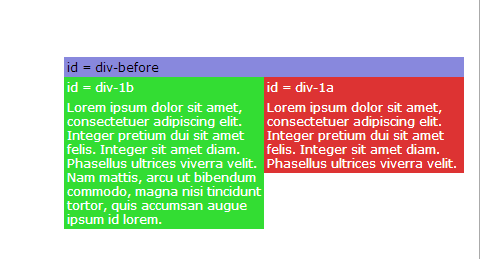 id = div-before
id = div-1b
Lorem ipsum dolor sit amet,
consectetuer adipiscing elit.
Integer pretium dui sit amet
felis. Integer sit amet diam.
Phasellus ultrices viverra velit.
Nam mattis, arcu ut bibendum
commodo, magna nisi tincidunt
tortor, quis accumsan augue
ipsum id lorem.
id = div-1a
Lorem ipsum dolor sit amet,
consectetuer adipiscing elit.
Integer pretium dui sit amet
felis. Integer sit amet diam.
Phasellus ultrices viverra velit.